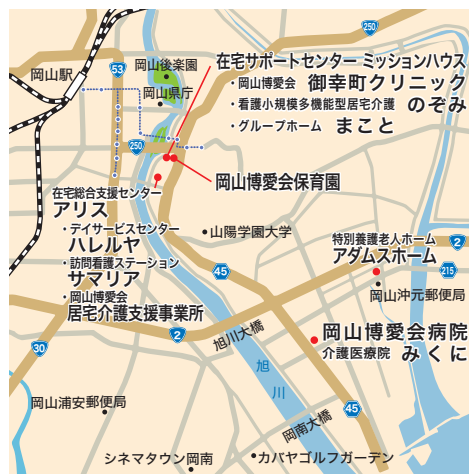 250
岡山後楽園
岡山駅
53
岡山県庁
250
在宅サポートセンター ミッションハウス
・岡山博愛会 御幸町クリニック
・看護小規模多機能型居宅介護 のぞみ
・グループホーム まこと
岡山博愛会保育園
在宅総合支援センター
アリス
・デイサービスセンター
ハレルヤ
・訪問看護ステーション
サマリア
・岡山博愛会
居宅介護支援事業所
山陽学園大学
特別養護老人ホーム
アダムスホーム
2
215
45
岡山沖元郵便局
2
旭川大橋
岡山博愛会病院
介護医療院 みくに
30
旭川
45
岡山浦安郵便局
岡南大橋
シネマタウン岡南
カバヤゴルフガーデン